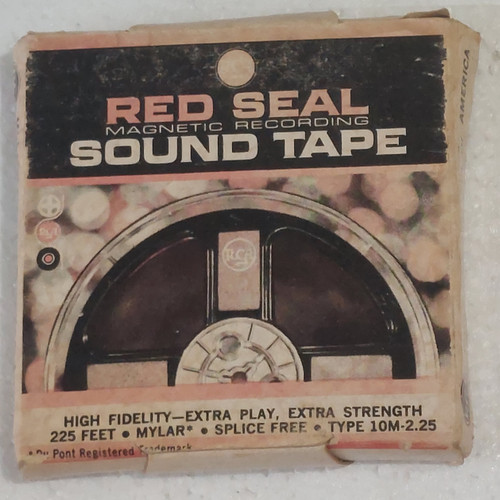 RED SEAL
MAGNETIC RECORDING
SOUND TAPE
RCA
HIGH FIDELITY—EXTRA PLAY, EXTRA STRENGTH
225 FEET • MYLAR* • SPLICE FREE • TYPE 10M-2.25
* Du Pont Registered Trademark
AMERICA